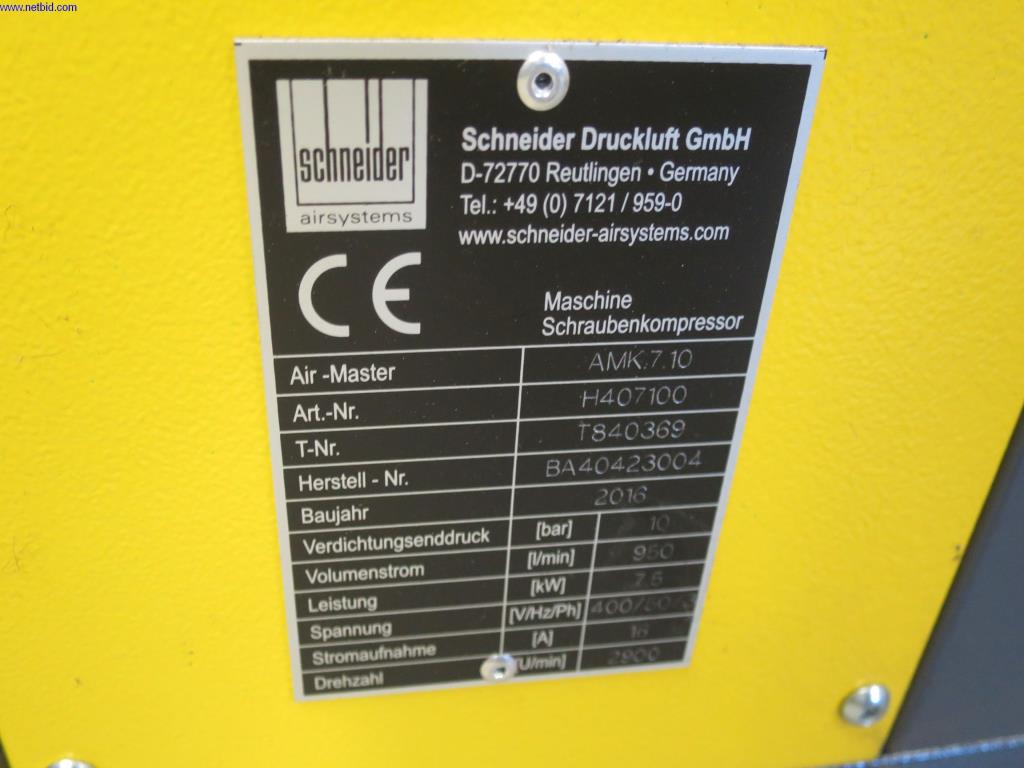 www.netbid.com
schneider
airsystems
Schneider Druckluft GmbH
D-72770 Reutlingen • Germany
Tel.: +49 (0) 7121 / 959-0
www.schneider-airsystems.com
CE
Maschine
Schraubenkompressor
Air -Master AMK.7.10
Art.-Nr. H407100
T-Nr. T840369
Herstell - Nr. BA40423004
Baujahr 2016
Verdichtungsenddruck [bar] 10
Volumenstrom [l/min] 950
Leistung [kW] 7.5
Spannung [V/Hz/Ph] 400/50/3
Stromaufnahme [A] 16
Drehzahl [U/min] 2900